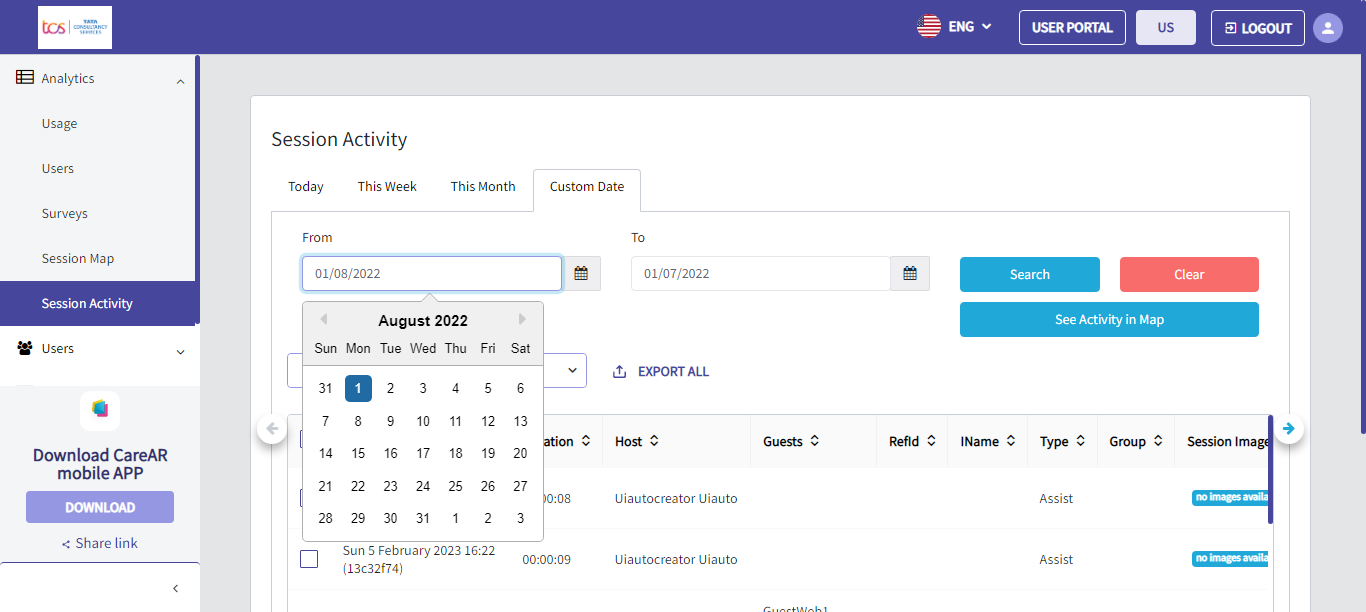 tcs TATA CONSULTANCY SERVICES
ENG
USER PORTAL
US
LOGOUT
Analytics
Usage
Users
Surveys
Session Map
Session Activity
Users
Download CareAR
mobile APP
DOWNLOAD
Share link
Session Activity
Today This Week This Month Custom Date
From To
01/08/2022 01/07/2022
Search Clear
See Activity in Map
August 2022
Sun Mon Tue Wed Thu Fri Sat
31 1 2 3 4 5 6
7 8 9 10 11 12 13
14 15 16 17 18 19 20
21 22 23 24 25 26 27
28 29 30 31 1 2 3
EXPORT ALL
ation Host Guests RefId IName Type Group Session Image
00:08 Uiautocreator Uiauto Assist no images availa
Sun 5 February 2023 16:22
(13c32f74) 00:00:09 Uiautocreator Uiauto Assist no images availa
GuestWeb1